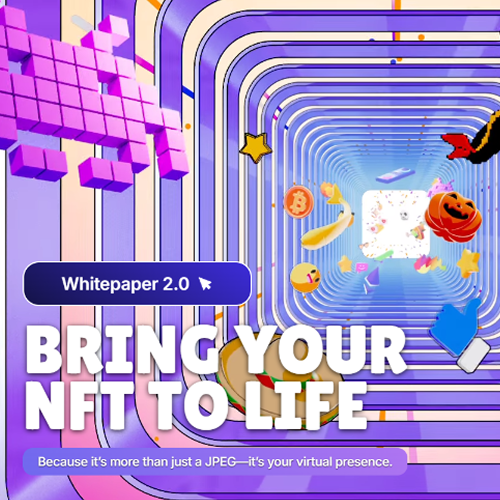 Whitepaper 2.0
BRING YOUR
NFT TO LIFE
Because it's more than just a JPEG—it's your virtual presence.